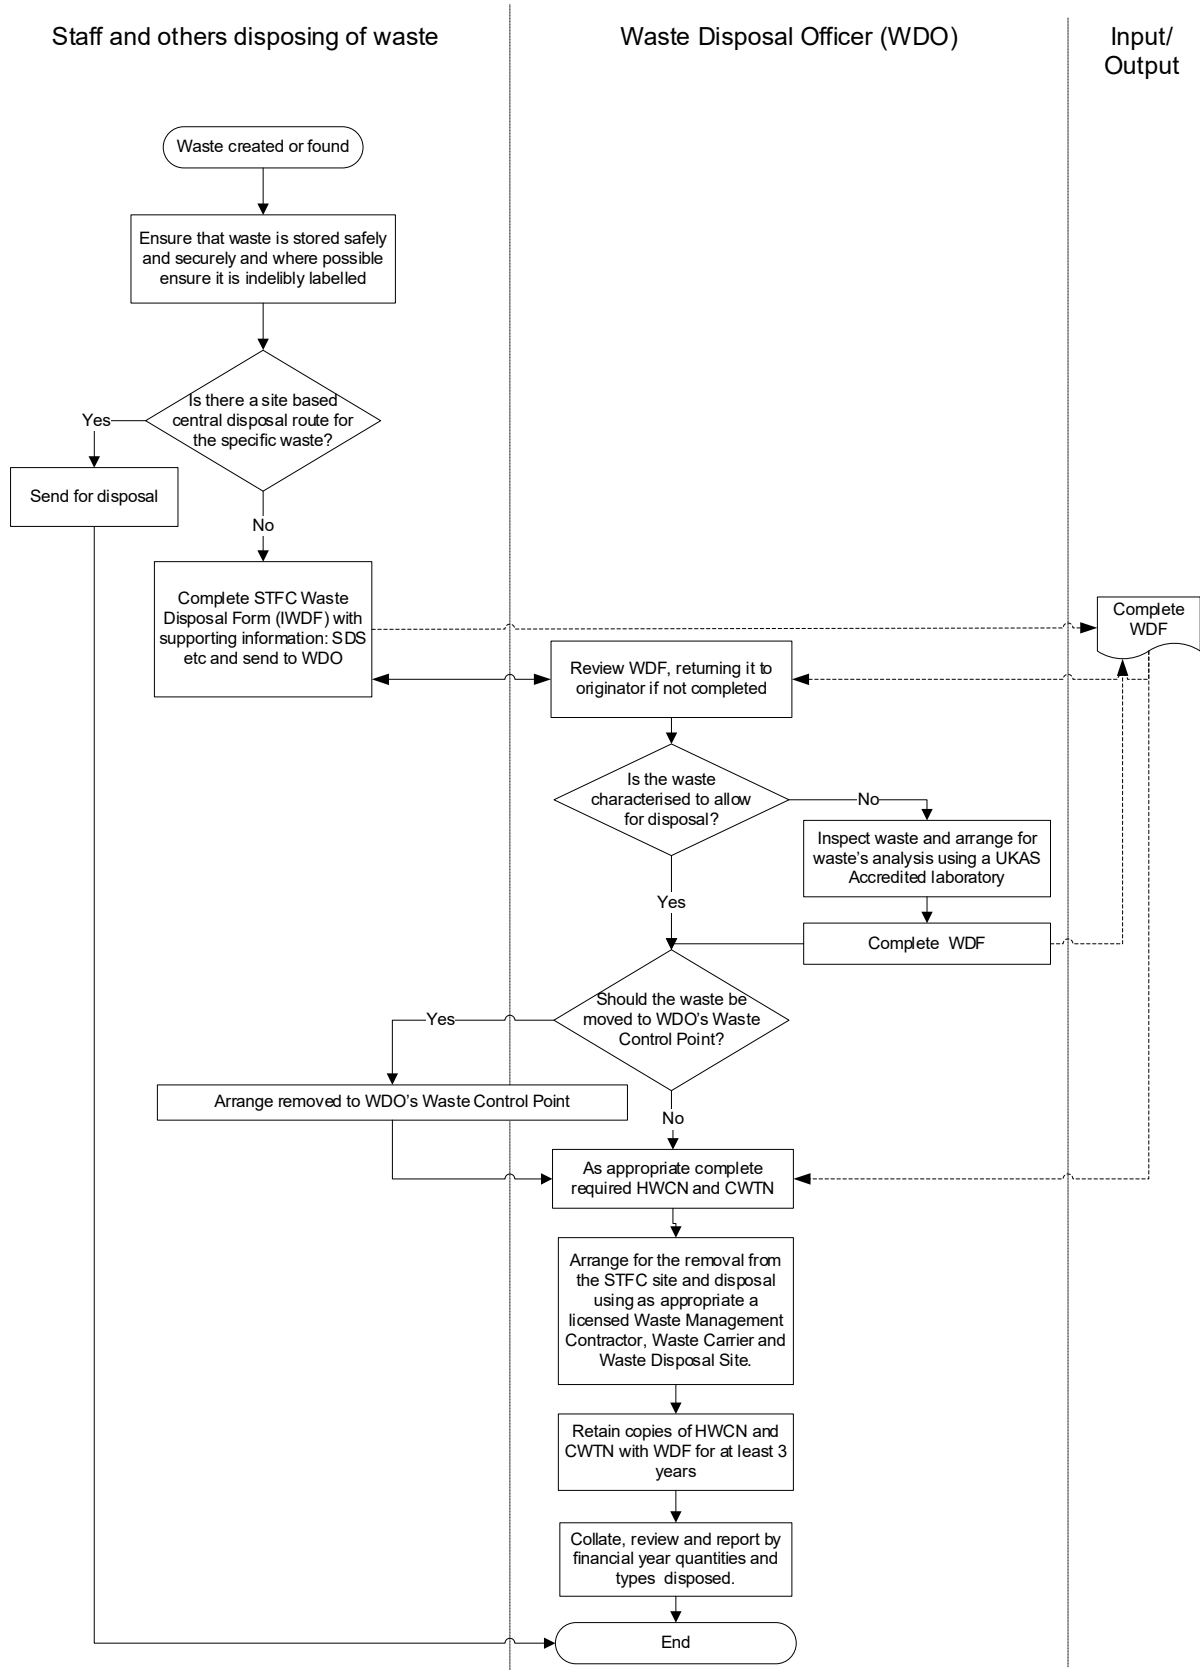 Staff and others disposing of waste
Waste Disposal Officer (WDO)
Input/
Output
Waste created or found
Ensure that waste is stored safely
and securely and where possible
ensure it is indelibly labelled
Is there a site based
central disposal route for
the specific waste?
Yes
Send for disposal
No
Complete STFC Waste
Disposal Form (IWDF) with
supporting information: SDS
etc and send to WDO
Complete
WDF
Review WDF, returning it to
originator if not completed
Is the waste
characterised to allow
for disposal?
No
Inspect waste and arrange for
waste's analysis using a UKAS
Accredited laboratory
Yes
Complete WDF
Should the waste be
moved to WDO's Waste
Control Point?
Yes
Arrange removed to WDO's Waste Control Point
No
As appropriate complete
required HWCN and CWTN
Arrange for the removal from
the STFC site and disposal
using as appropriate a
licensed Waste Management
Contractor, Waste Carrier and
Waste Disposal Site.
Retain copies of HWCN and
CWTN with WDF for at least 3
years
Collate, review and report by
financial year quantities and
types disposed.
End